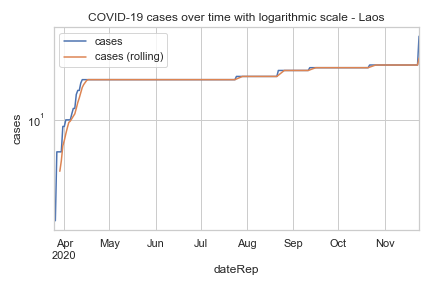 COVID-19 cases over time with logarithmic scale - Laos
cases
cases (rolling)
10¹
cases
Apr May Jun Jul Aug Sep Oct Nov
2020
dateRep